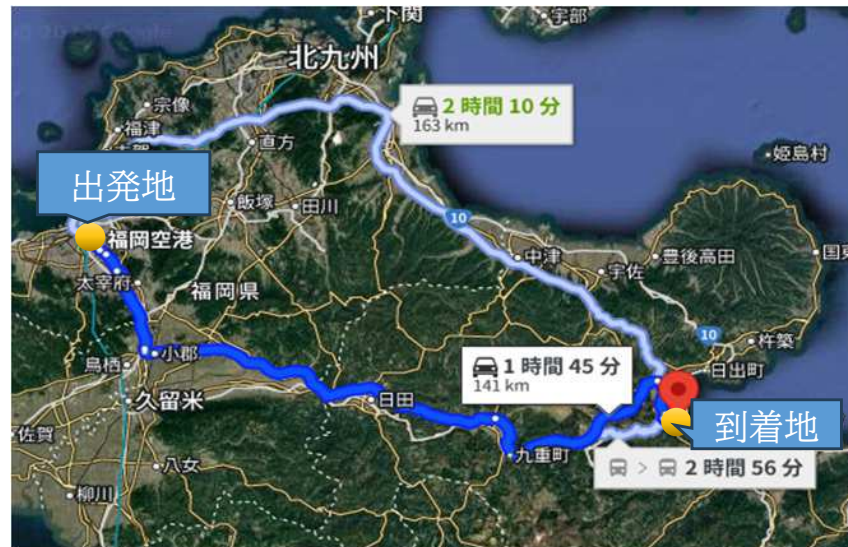 下関
宇部
北九州
宗像
福津
2 時間 10 分
163 km
直方
姫島村
出発地
飯塚
田川
10
福岡空港
中津
宇佐
豊後高田
太宰府
福岡県
10
杵築
鳥栖
小郡
1 時間 45 分
141 km
日出町
久留米
日田
到着地
佐賀
九重町
八女
> 2 時間 56 分
柳川